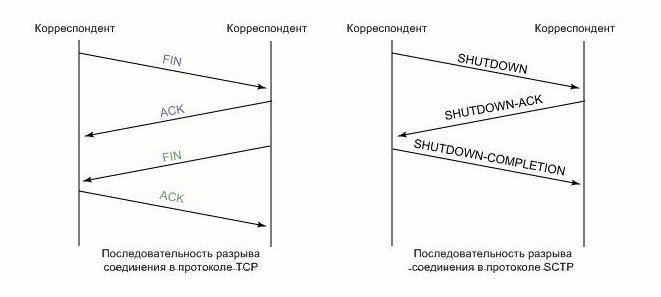 Корреспондент
Корреспондент
FIN
ACK
FIN
ACK
Последовательность разрыва
соединения в протоколе TCP
Корреспондент
Корреспондент
SHUTDOWN
SHUTDOWN-ACK
SHUTDOWN-COMPLETION
Последовательность разрыва
соединения в протоколе SCTP